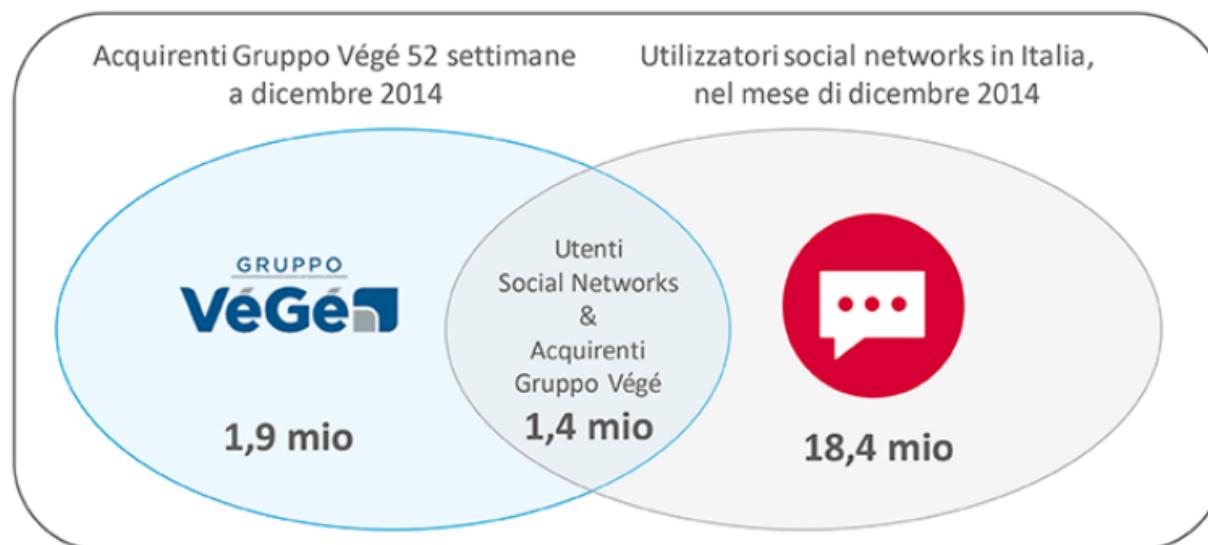 Acquirenti Gruppo Végé 52 settimane
a dicembre 2014
Utilizzatori social networks in Italia,
nel mese di dicembre 2014
GRUPPO
VéGé
1,9 mio
Utenti
Social Networks
&
Acquirenti
Gruppo Végé
1,4 mio
18,4 mio